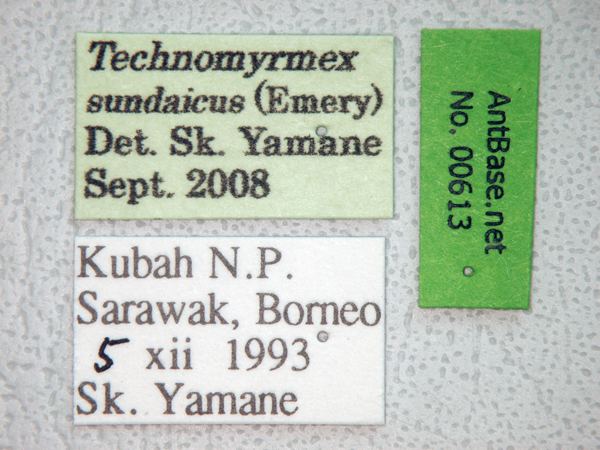 Technomyrmex
sundaicus (Emery)
Det. Sk. Yamane
Sept. 2008
Kubah N.P.
Sarawak, Borneo
5 xii 1993
Sk. Yamane
AntBase.net
No. 00613